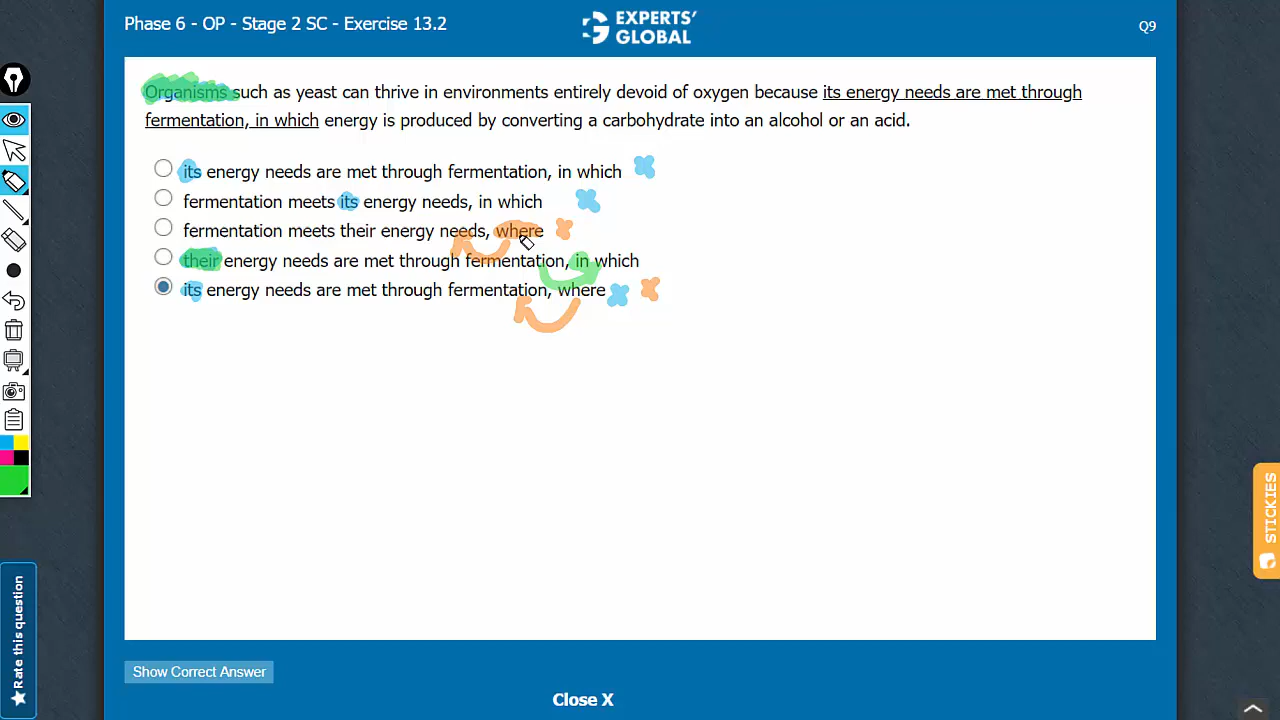 Phase 6 - OP - Stage 2 SC - Exercise 13.2
EXPERTS'
GLOBAL
Q9
Organisms such as yeast can thrive in environments entirely devoid of oxygen because its energy needs are met through
fermentation, in which energy is produced by converting a carbohydrate into an alcohol or an acid.
its energy needs are met through fermentation, in which
fermentation meets its energy needs, in which
fermentation meets their energy needs, where
their energy needs are met through fermentation, in which
its energy needs are met through fermentation, where
STICKIES
Rate this question
Show Correct Answer
Close X